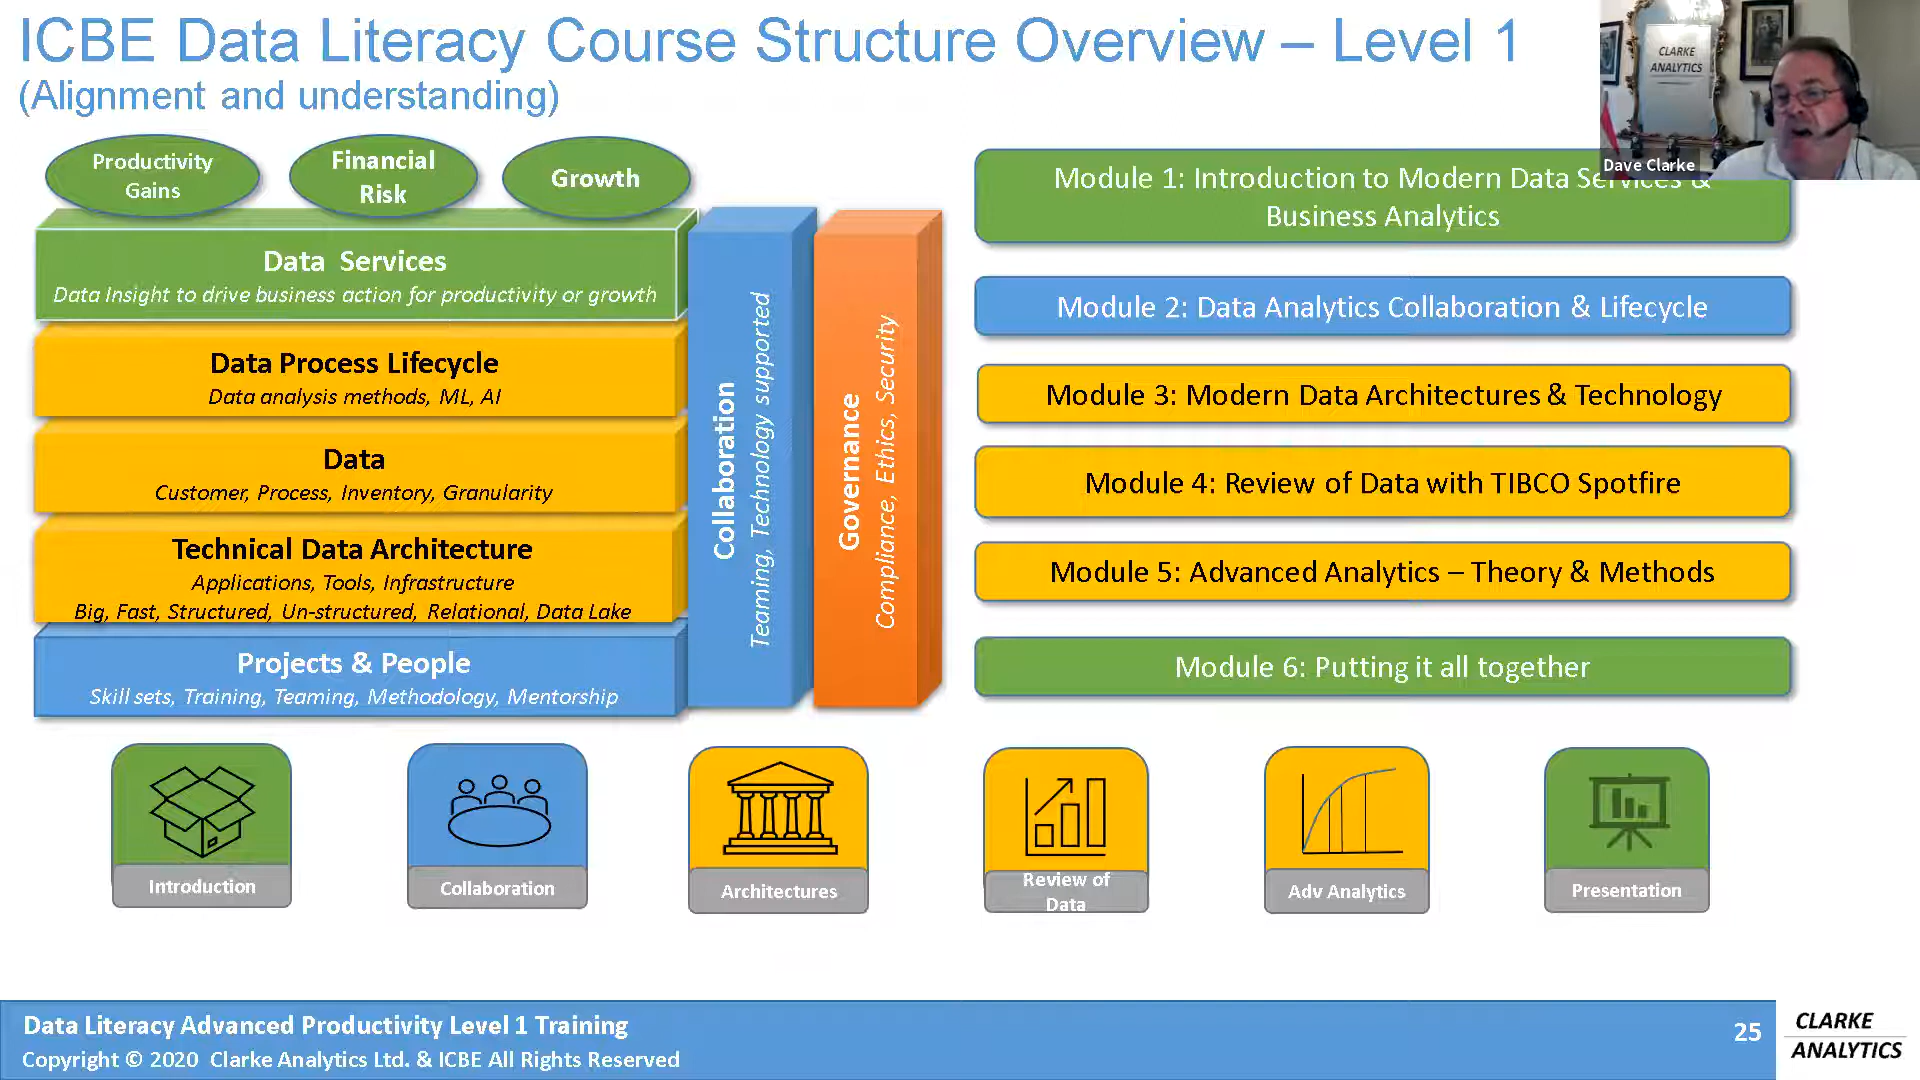 ICBE Data Literacy Course Structure Overview – Level 1
(Alignment and understanding)
CLARKE
ANALYTICS
Dave Clarke
Productivity
Gains
Financial
Risk
Growth
Data Services
Data Insight to drive business action for productivity or growth
Data Process Lifecycle
Data analysis methods, ML, AI
Data
Customer, Process, Inventory, Granularity
Technical Data Architecture
Applications, Tools, Infrastructure
Big, Fast, Structured, Un-structured, Relational, Data Lake
Projects & People
Skill sets, Training, Teaming, Methodology, Mentorship
Collaboration
Teaming, Technology supported
Governance
Compliance, Ethics, Security
Module 1: Introduction to Modern Data Services &
Business Analytics
Module 2: Data Analytics Collaboration & Lifecycle
Module 3: Modern Data Architectures & Technology
Module 4: Review of Data with TIBCO Spotfire
Module 5: Advanced Analytics – Theory & Methods
Module 6: Putting it all together
Introduction
Collaboration
Architectures
Review of
Data
Adv Analytics
Presentation
Data Literacy Advanced Productivity Level 1 Training
Copyright © 2020 Clarke Analytics Ltd. & ICBE All Rights Reserved
25
CLARKE
ANALYTICS